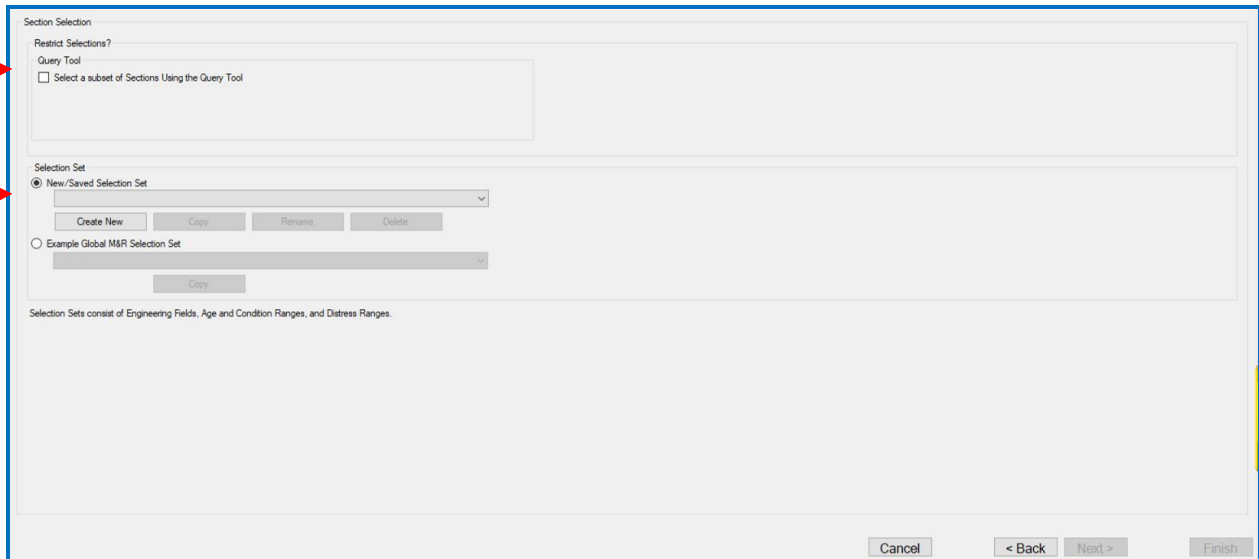 Section Selection
Restrict Selections?
Query Tool
Select a subset of Sections Using the Query Tool
Selection Set
New/Saved Selection Set
Create New Copy Rename Delete
Example Global M&R Selection Set
Copy
Selection Sets consist of Engineering Fields, Age and Condition Ranges, and Distress Ranges.
Cancel < Back Next > Finish